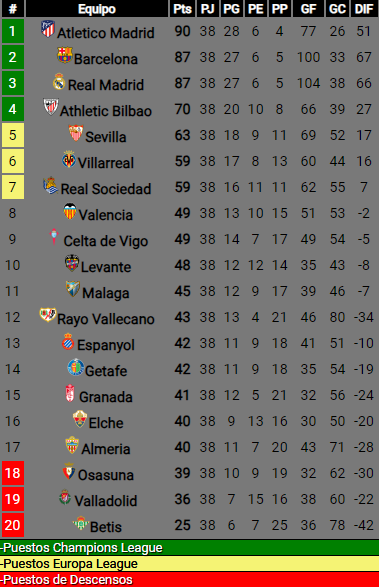 # Equipo Pts PJ PG PE PP GF GC DIF
1 Atletico Madrid 90 38 28 6 4 77 26 51
2 Barcelona 87 38 27 6 5 100 33 67
3 Real Madrid 87 38 27 6 5 104 38 66
4 Athletic Bilbao 70 38 20 10 8 66 39 27
5 Sevilla 63 38 18 9 11 69 52 17
6 Villarreal 59 38 17 8 13 60 44 16
7 Real Sociedad 59 38 16 11 11 62 55 7
8 Valencia 49 38 13 10 15 51 53 -2
9 Celta de Vigo 49 38 14 7 17 49 54 -5
10 Levante 48 38 12 12 14 35 43 -8
11 Malaga 45 38 12 9 17 39 46 -7
12 Rayo Vallecano 43 38 13 4 21 46 80 -34
13 Espanyol 42 38 11 9 18 41 51 -10
14 Getafe 42 38 11 9 18 35 54 -19
15 Granada 41 38 12 5 21 32 56 -24
16 Elche 40 38 9 13 16 30 50 -20
17 Almeria 40 38 11 7 20 43 71 -28
18 Osasuna 39 38 10 9 19 32 62 -30
19 Valladolid 36 38 7 15 16 38 60 -22
20 Betis 25 38 6 7 25 36 78 -42
-Puestos Champions League
-Puestos Europa League
-Puestos de Descensos